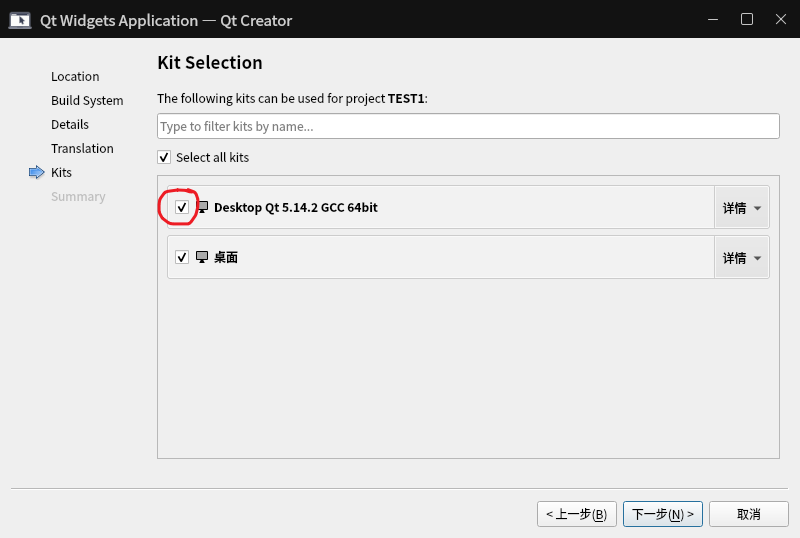 Qt Widgets Application — Qt Creator
Location
Build System
Details
Translation
Kits
Summary
Kit Selection
The following kits can be used for project TEST1:
Type to filter kits by name...
Select all kits
Desktop Qt 5.14.2 GCC 64bit
详情
桌面
详情
< 上一步(B)
下一步(N) >
取消